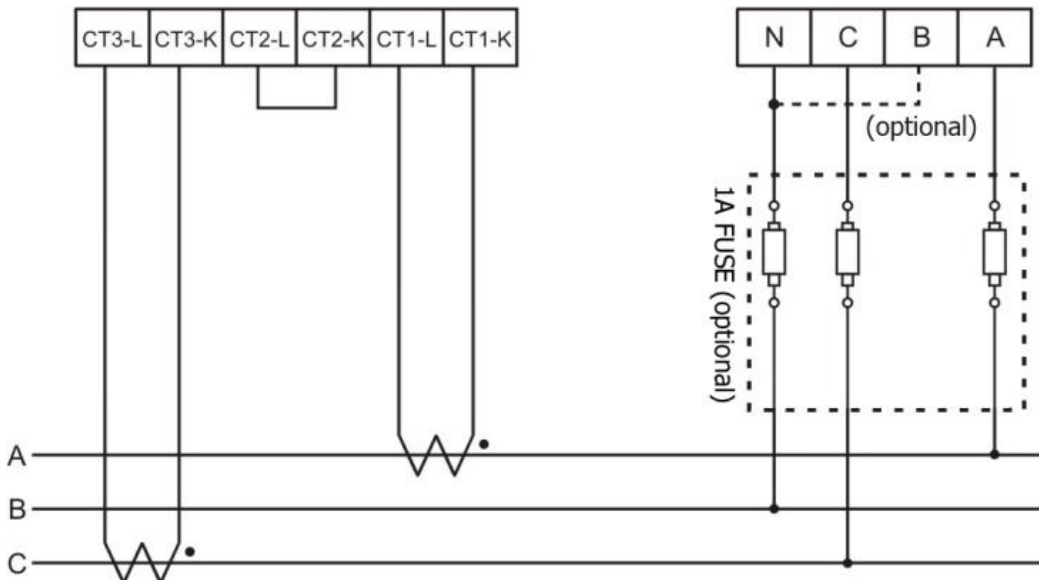 CT3-L CT3-K CT2-L CT2-K CT1-L CT1-K
N C B A
(optional)
1A FUSE (optional)
A
B
C